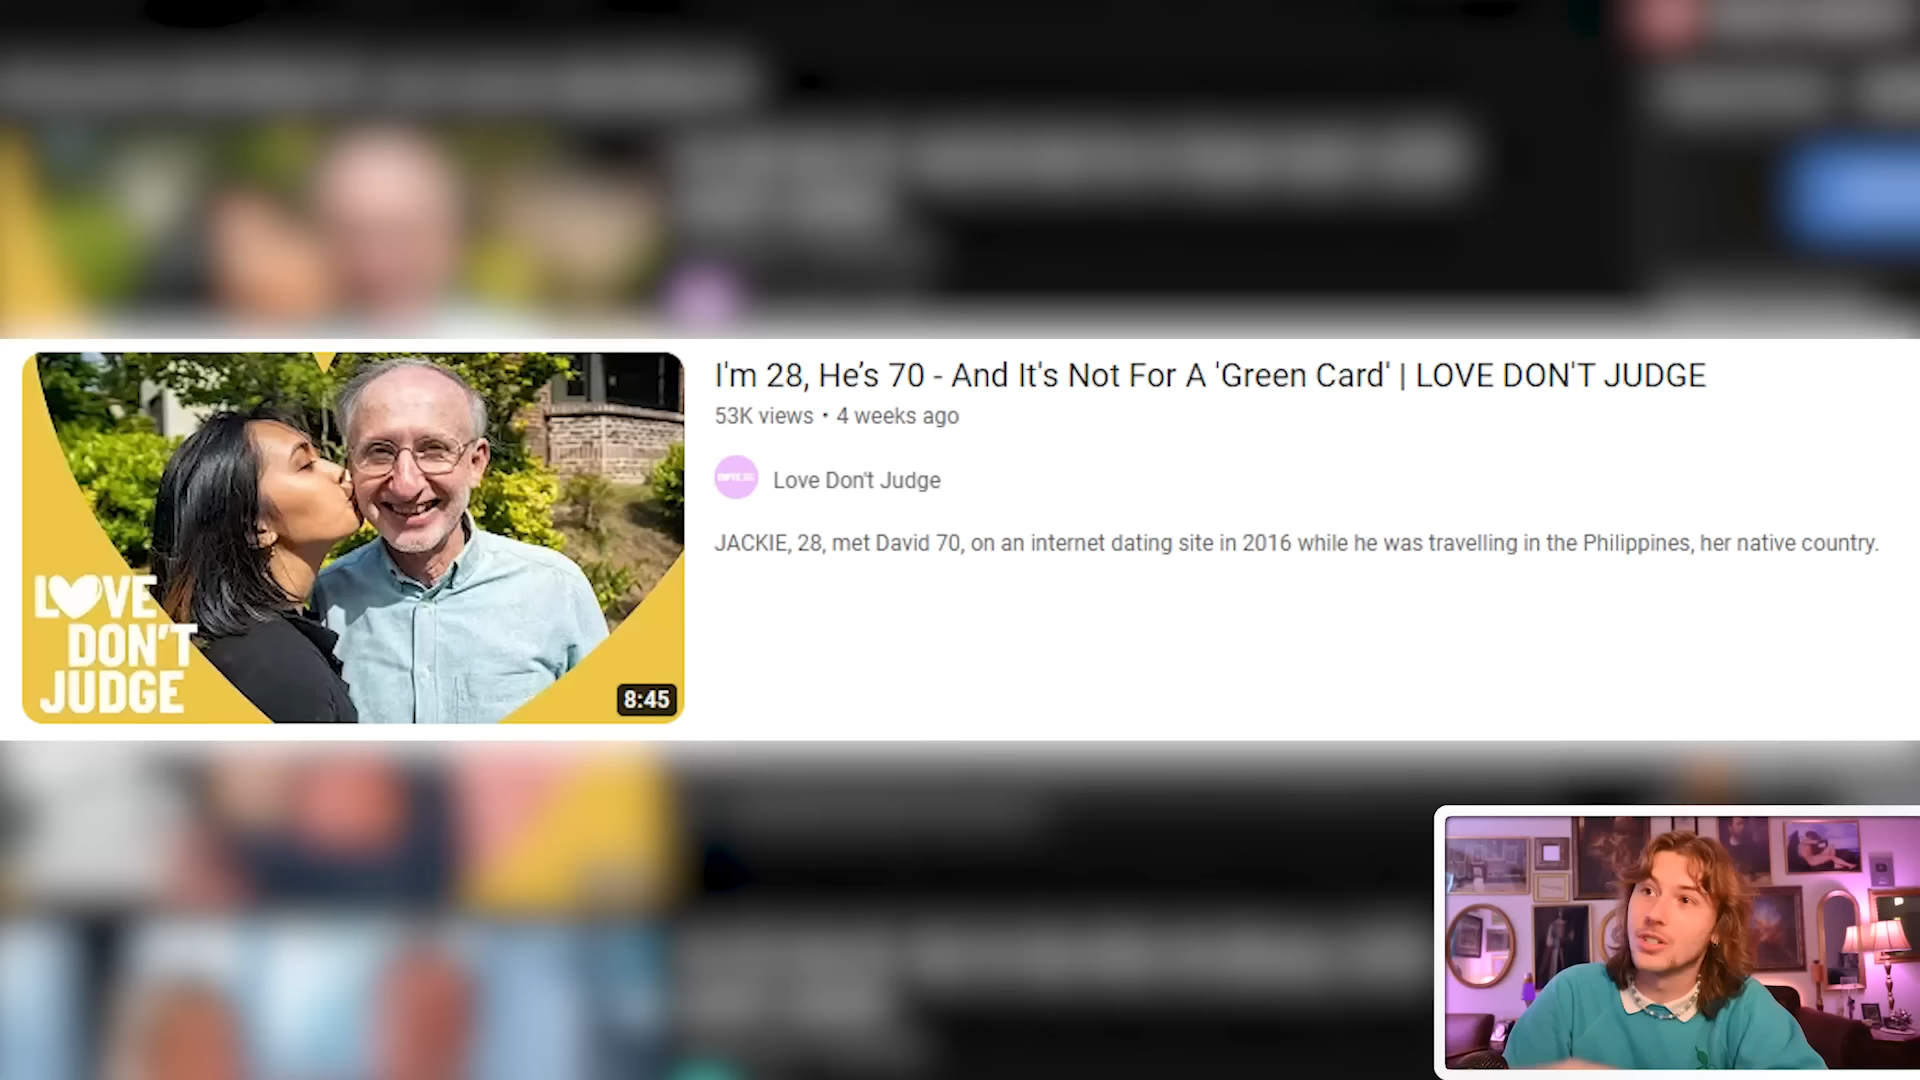 I'm 28, He’s 70 - And It's Not For A 'Green Card' | LOVE DON'T JUDGE
53K views • 4 weeks ago
Love Don't Judge
JACKIE, 28, met David 70, on an internet dating site in 2016 while he was travelling in the Philippines, her native country.
LOVE
DON'T
JUDGE
8:45